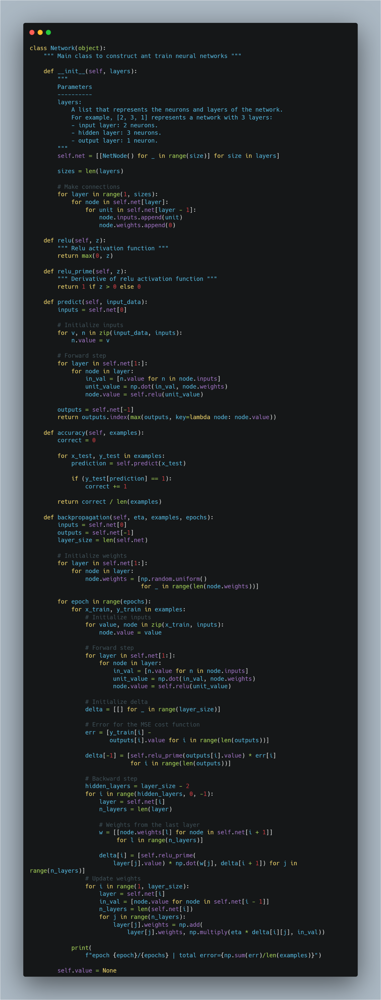 class Network(object):
    """ Main class to construct ant train neural networks """

    def __init__(self, layers):
        """
        Parameters
        ----------
        layers:
            A list that represents the neurons and layers of the network.
            For example, [2, 3, 1] represents a network with 3 layers:
            - input layer: 2 neurons.
            - hidden layer: 3 neurons.
            - output layer: 1 neuron.
        """
        self.net = [[NetNode() for _ in range(size)] for size in layers]

        sizes = len(layers)

        # Make connections
        for layer in range(1, sizes):
            for node in self.net[layer]:
                for unit in self.net[layer - 1]:
                    node.inputs.append(unit)
                    node.weights.append(0)

    def relu(self, z):
        """ Relu activation function """
        return max(0, z)

    def relu_prime(self, z):
        """ Derivative of relu activation function """
        return 1 if z > 0 else 0

    def predict(self, input_data):
        inputs = self.net[0]

        # Initialize inputs
        for v, n in zip(input_data, inputs):
            n.value = v

        # Forward step
        for layer in self.net[1:]:
            for node in layer:
                in_val = [n.value for n in node.inputs]
                unit_value = np.dot(in_val, node.weights)
                node.value = self.relu(unit_value)

        outputs = self.net[-1]
        return outputs.index(max(outputs, key=lambda node: node.value))

    def accuracy(self, examples):
        correct = 0

        for x_test, y_test in examples:
            prediction = self.predict(x_test)

            if (y_test[prediction] == 1):
                correct += 1

        return correct / len(examples)

    def backpropagation(self, eta, examples, epochs):
        inputs = self.net[0]
        outputs = self.net[-1]
        layer_size = len(self.net)

        # Initialize weights
        for layer in self.net[1:]:
            for node in layer:
                node.weights = [np.random.uniform()
                                for _ in range(len(node.weights))]

        for epoch in range(epochs):
            for x_train, y_train in examples:
                # Initialize inputs
                for value, node in zip(x_train, inputs):
                    node.value = value

                # Forward step
                for layer in self.net[1:]:
                    for node in layer:
                        in_val = [n.value for n in node.inputs]
                        unit_value = np.dot(in_val, node.weights)
                        node.value = self.relu(unit_value)

                # Initialize delta
                delta = [[] for _ in range(layer_size)]

                # Error for the MSE cost function
                err = [y_train[i] -
                       outputs[i].value for i in range(len(outputs))]

                delta[-1] = [self.relu_prime(outputs[i].value) * err[i]
                             for i in range(len(outputs))]

                # Backward step
                hidden_layers = layer_size - 2
                for i in range(hidden_layers, 0, -1):
                    layer = self.net[i]
                    n_layers = len(layer)

                    # Weights from the last layer
                    w = [[node.weights[l] for node in self.net[i + 1]]
                         for l in range(n_layers)]

                    delta[i] = [self.relu_prime(
                        layer[j].value) * np.dot(w[j], delta[i + 1]) for j in
range(n_layers)]
                # Update weights
                for i in range(1, layer_size):
                    layer = self.net[i]
                    in_val = [node.value for node in self.net[i - 1]]
                    n_layers = len(self.net[i])
                    for j in range(n_layers):
                        layer[j].weights = np.add(
                            layer[j].weights, np.multiply(eta * delta[i][j], in_val))

            print(
                f"epoch {epoch}/{epochs} | total error={np.sum(err)/len(examples)}")

        self.value = None